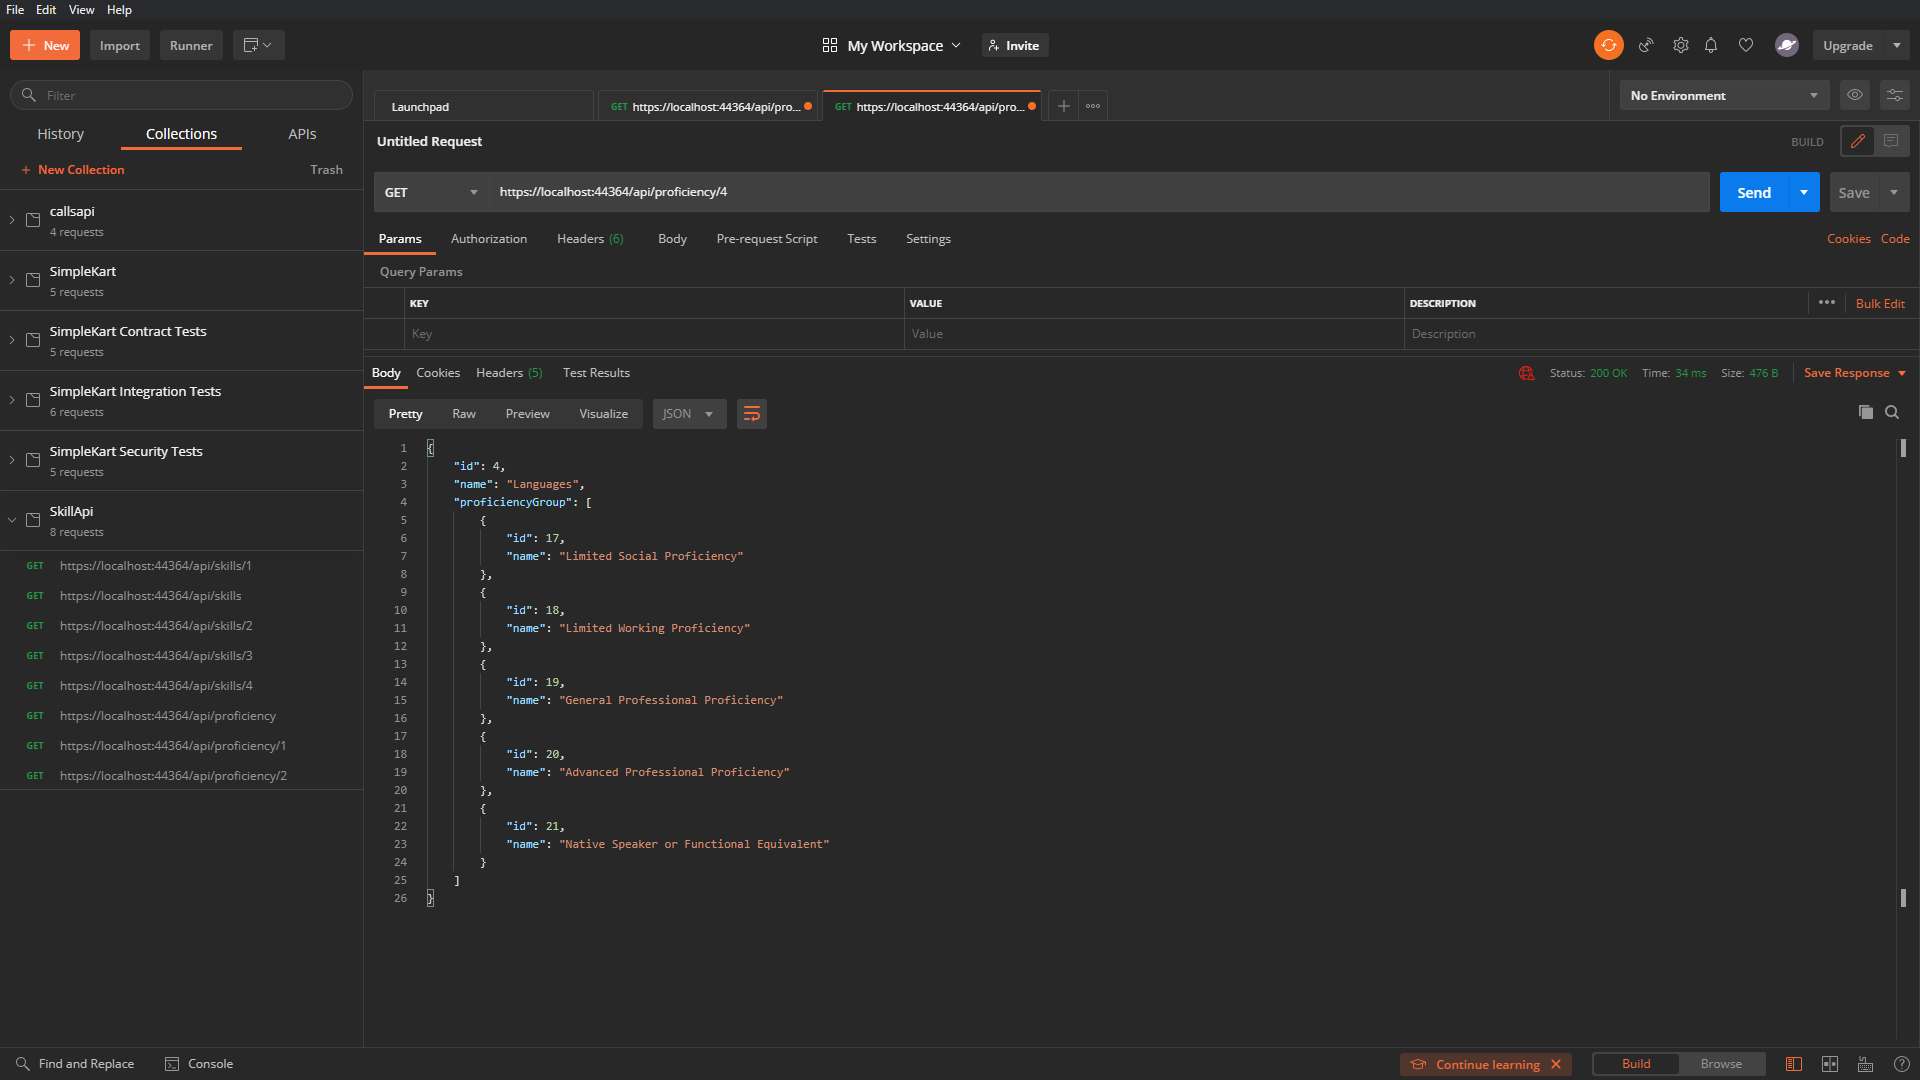 File Edit View Help
New Import Runner My Workspace Invite Upgrade
Filter
History Collections APIs
+ New Collection Trash
callsapi
4 requests
SimpleKart
5 requests
SimpleKart Contract Tests
5 requests
SimpleKart Integration Tests
6 requests
SimpleKart Security Tests
5 requests
SkillApi
8 requests
GET https://localhost:44364/api/skills/1
GET https://localhost:44364/api/skills
GET https://localhost:44364/api/skills/2
GET https://localhost:44364/api/skills/3
GET https://localhost:44364/api/skills/4
GET https://localhost:44364/api/proficiency
GET https://localhost:44364/api/proficiency/1
GET https://localhost:44364/api/proficiency/2
Launchpad GET https://localhost:44364/api/pro... GET https://localhost:44364/api/pro... No Environment
Untitled Request BUILD
GET https://localhost:44364/api/proficiency/4 Send Save
Params Authorization Headers (6) Body Pre-request Script Tests Settings Cookies Code
Query Params
KEY VALUE DESCRIPTION Bulk Edit
Key Value Description
Body Cookies Headers (5) Test Results Status: 200 OK Time: 34 ms Size: 476 B Save Response
Pretty Raw Preview Visualize JSON
1 {
2 "id": 4,
3 "name": "Languages",
4 "proficiencyGroup": [
5 {
6 "id": 17,
7 "name": "Limited Social Proficiency"
8 },
9 {
10 "id": 18,
11 "name": "Limited Working Proficiency"
12 },
13 {
14 "id": 19,
15 "name": "General Professional Proficiency"
16 },
17 {
18 "id": 20,
19 "name": "Advanced Professional Proficiency"
20 },
21 {
22 "id": 21,
23 "name": "Native Speaker or Functional Equivalent"
24 }
25 ]
26 }
Find and Replace Console Continue learning Build Browse